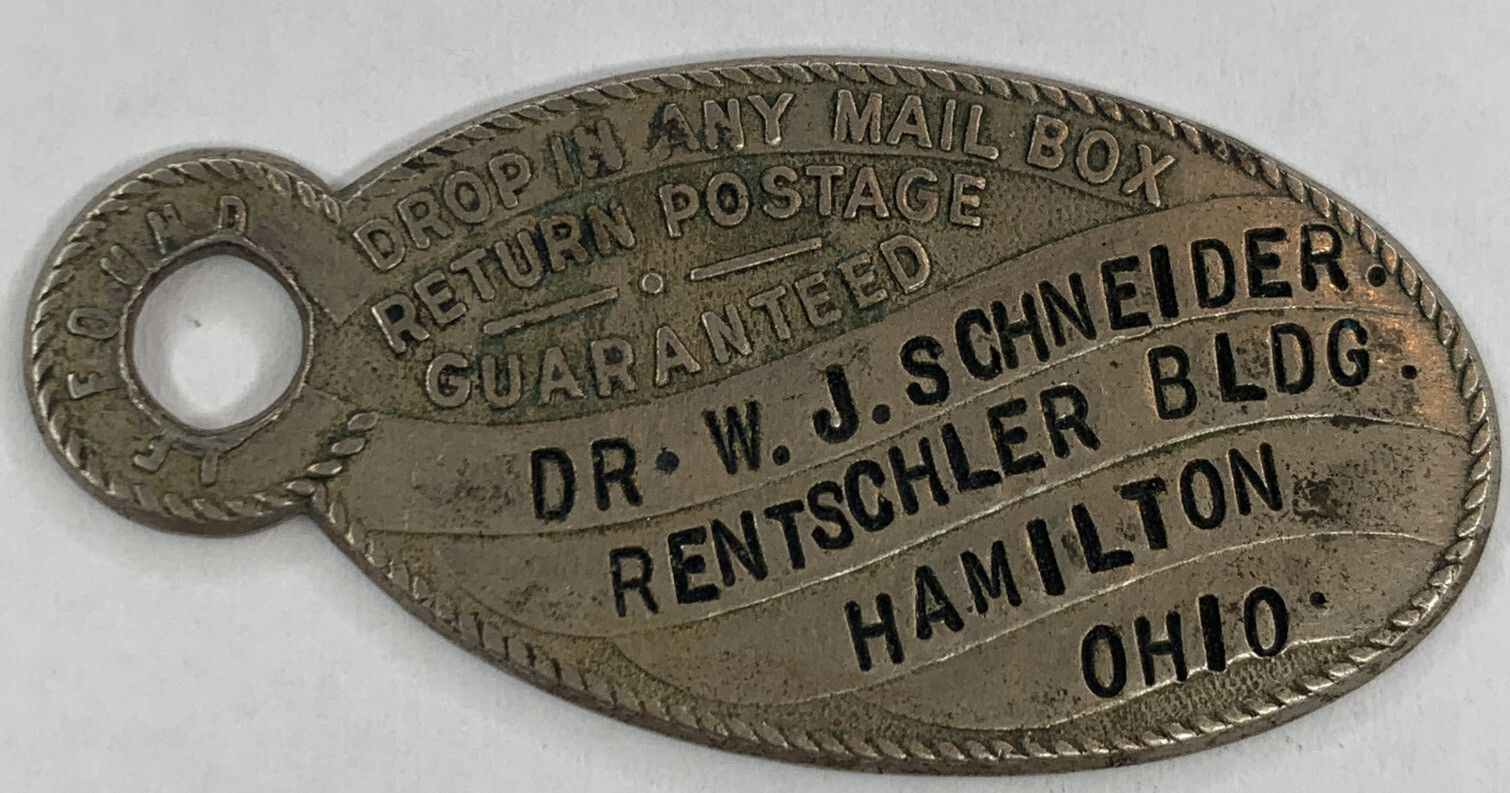 IF FOUND
DROP IN ANY MAIL BOX
RETURN POSTAGE
GUARANTEED
DR. W. J. SCHNEIDER.
RENTSCHLER BLDG.
HAMILTON
OHIO.